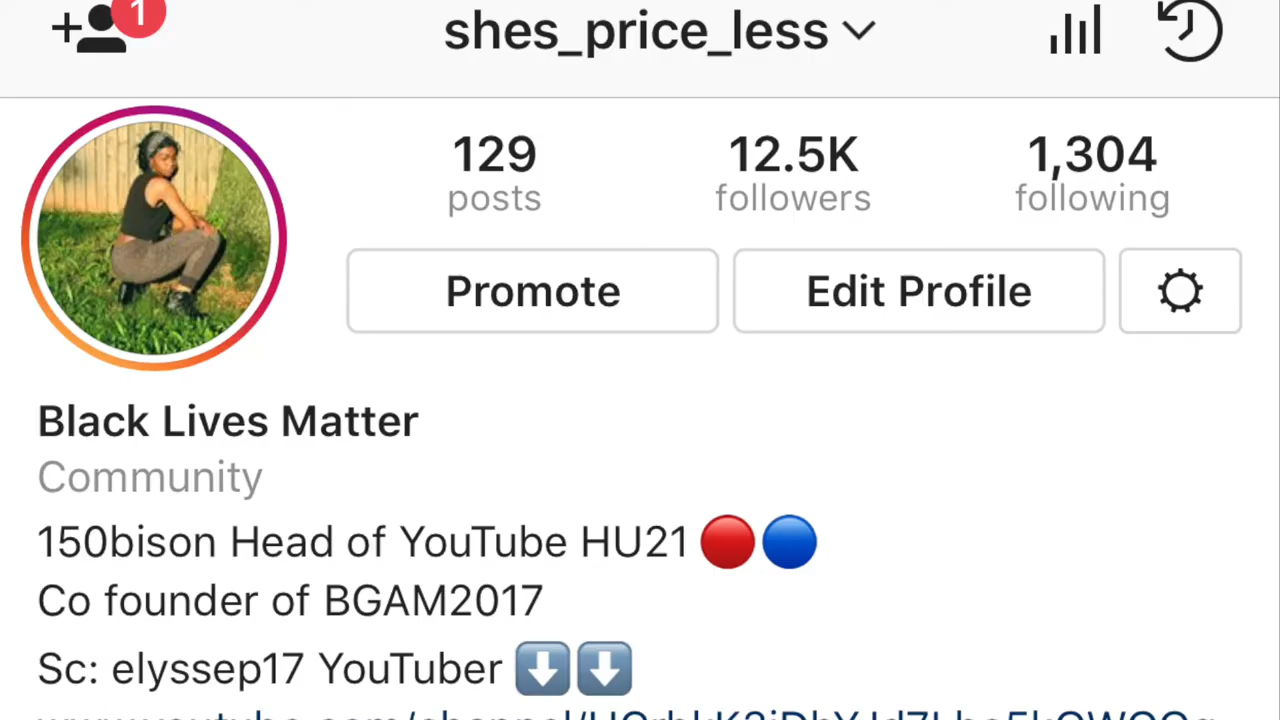 1
shes_price_less
129 12.5K 1,304
posts followers following
Promote Edit Profile
Black Lives Matter
Community
150bison Head of YouTube HU21 🔴🔵
Co founder of BGAM2017
Sc: elyssep17 YouTuber ⬇️⬇️